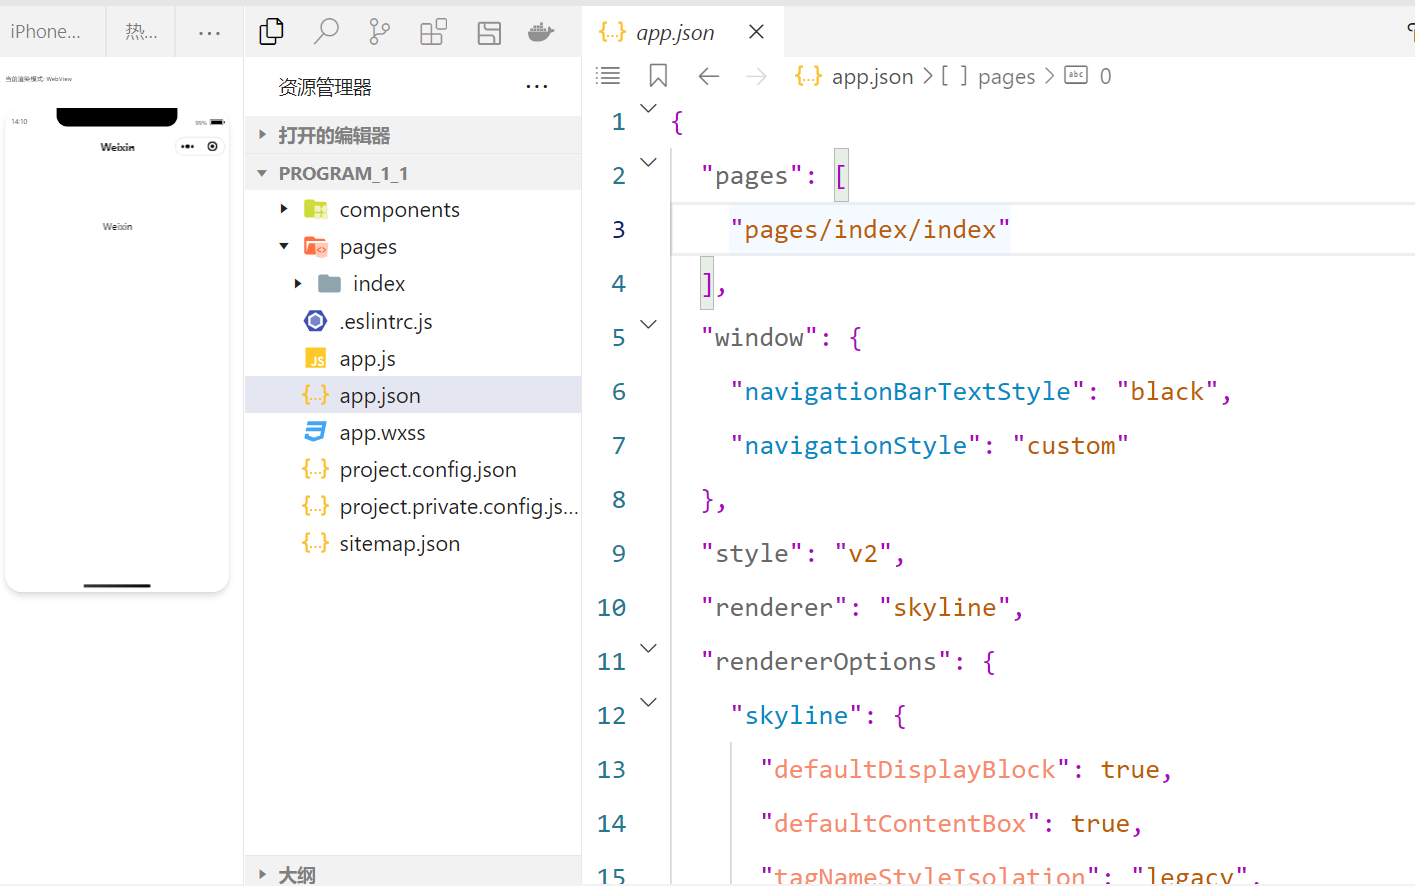 iPhone...
热...
当前渲染模式: WebView
14:10
99%
Weixin
Weixin
资源管理器
打开的编辑器
PROGRAM_1_1
components
pages
index
.eslintrc.js
app.js
app.json
app.wxss
project.config.json
project.private.config.js...
sitemap.json
大纲
app.json
app.json > [ ] pages > abc 0
1 {
2 "pages": [
3 "pages/index/index"
4 ],
5 "window": {
6 "navigationBarTextStyle": "black",
7 "navigationStyle": "custom"
8 },
9 "style": "v2",
10 "renderer": "skyline",
11 "rendererOptions": {
12 "skyline": {
13 "defaultDisplayBlock": true,
14 "defaultContentBox": true,
15 "tagNameStyleIsolation": "legacy",